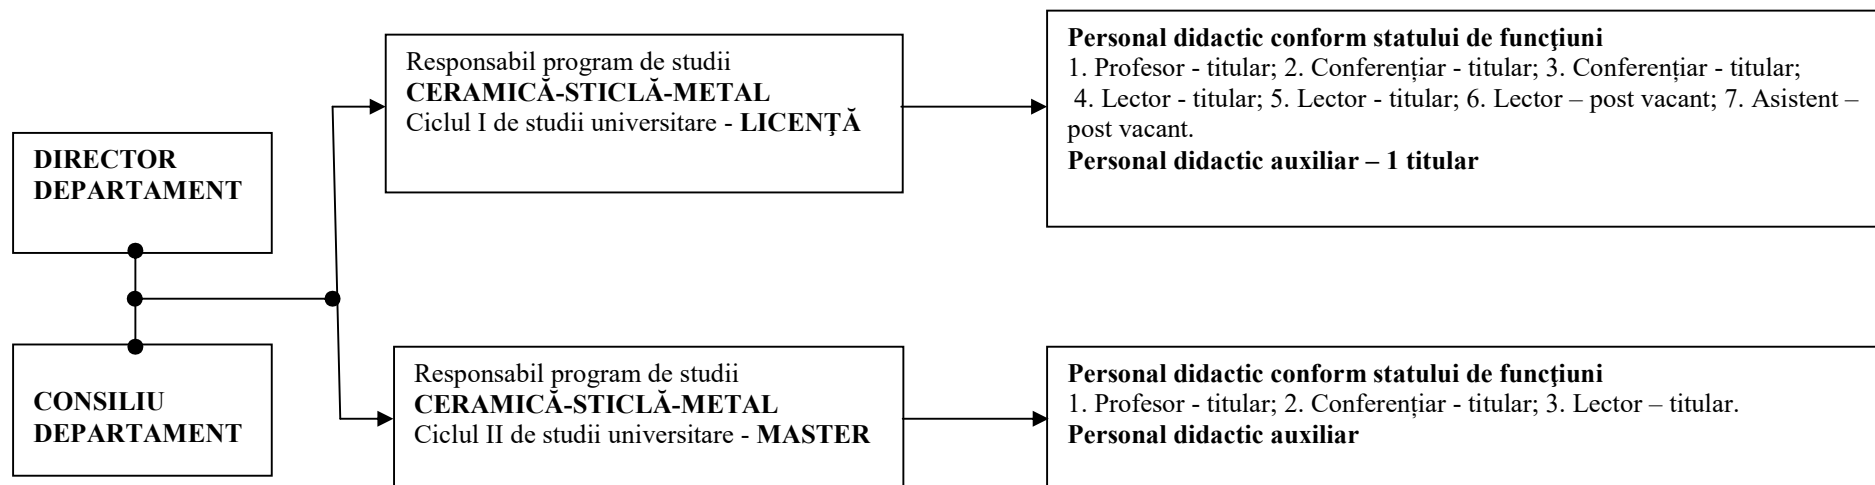 DIRECTOR
DEPARTAMENT
CONSILIU
DEPARTAMENT
Responsabil program de studii
CERAMICĂ-STICLĂ-METAL
Ciclul I de studii universitare - LICENŢĂ
Personal didactic conform statului de funcţiuni
1. Profesor - titular; 2. Conferențiar - titular; 3. Conferențiar - titular;
4. Lector - titular; 5. Lector - titular; 6. Lector – post vacant; 7. Asistent –
post vacant.
Personal didactic auxiliar – 1 titular
Responsabil program de studii
CERAMICĂ-STICLĂ-METAL
Ciclul II de studii universitare - MASTER
Personal didactic conform statului de funcţiuni
1. Profesor - titular; 2. Conferențiar - titular; 3. Lector – titular.
Personal didactic auxiliar